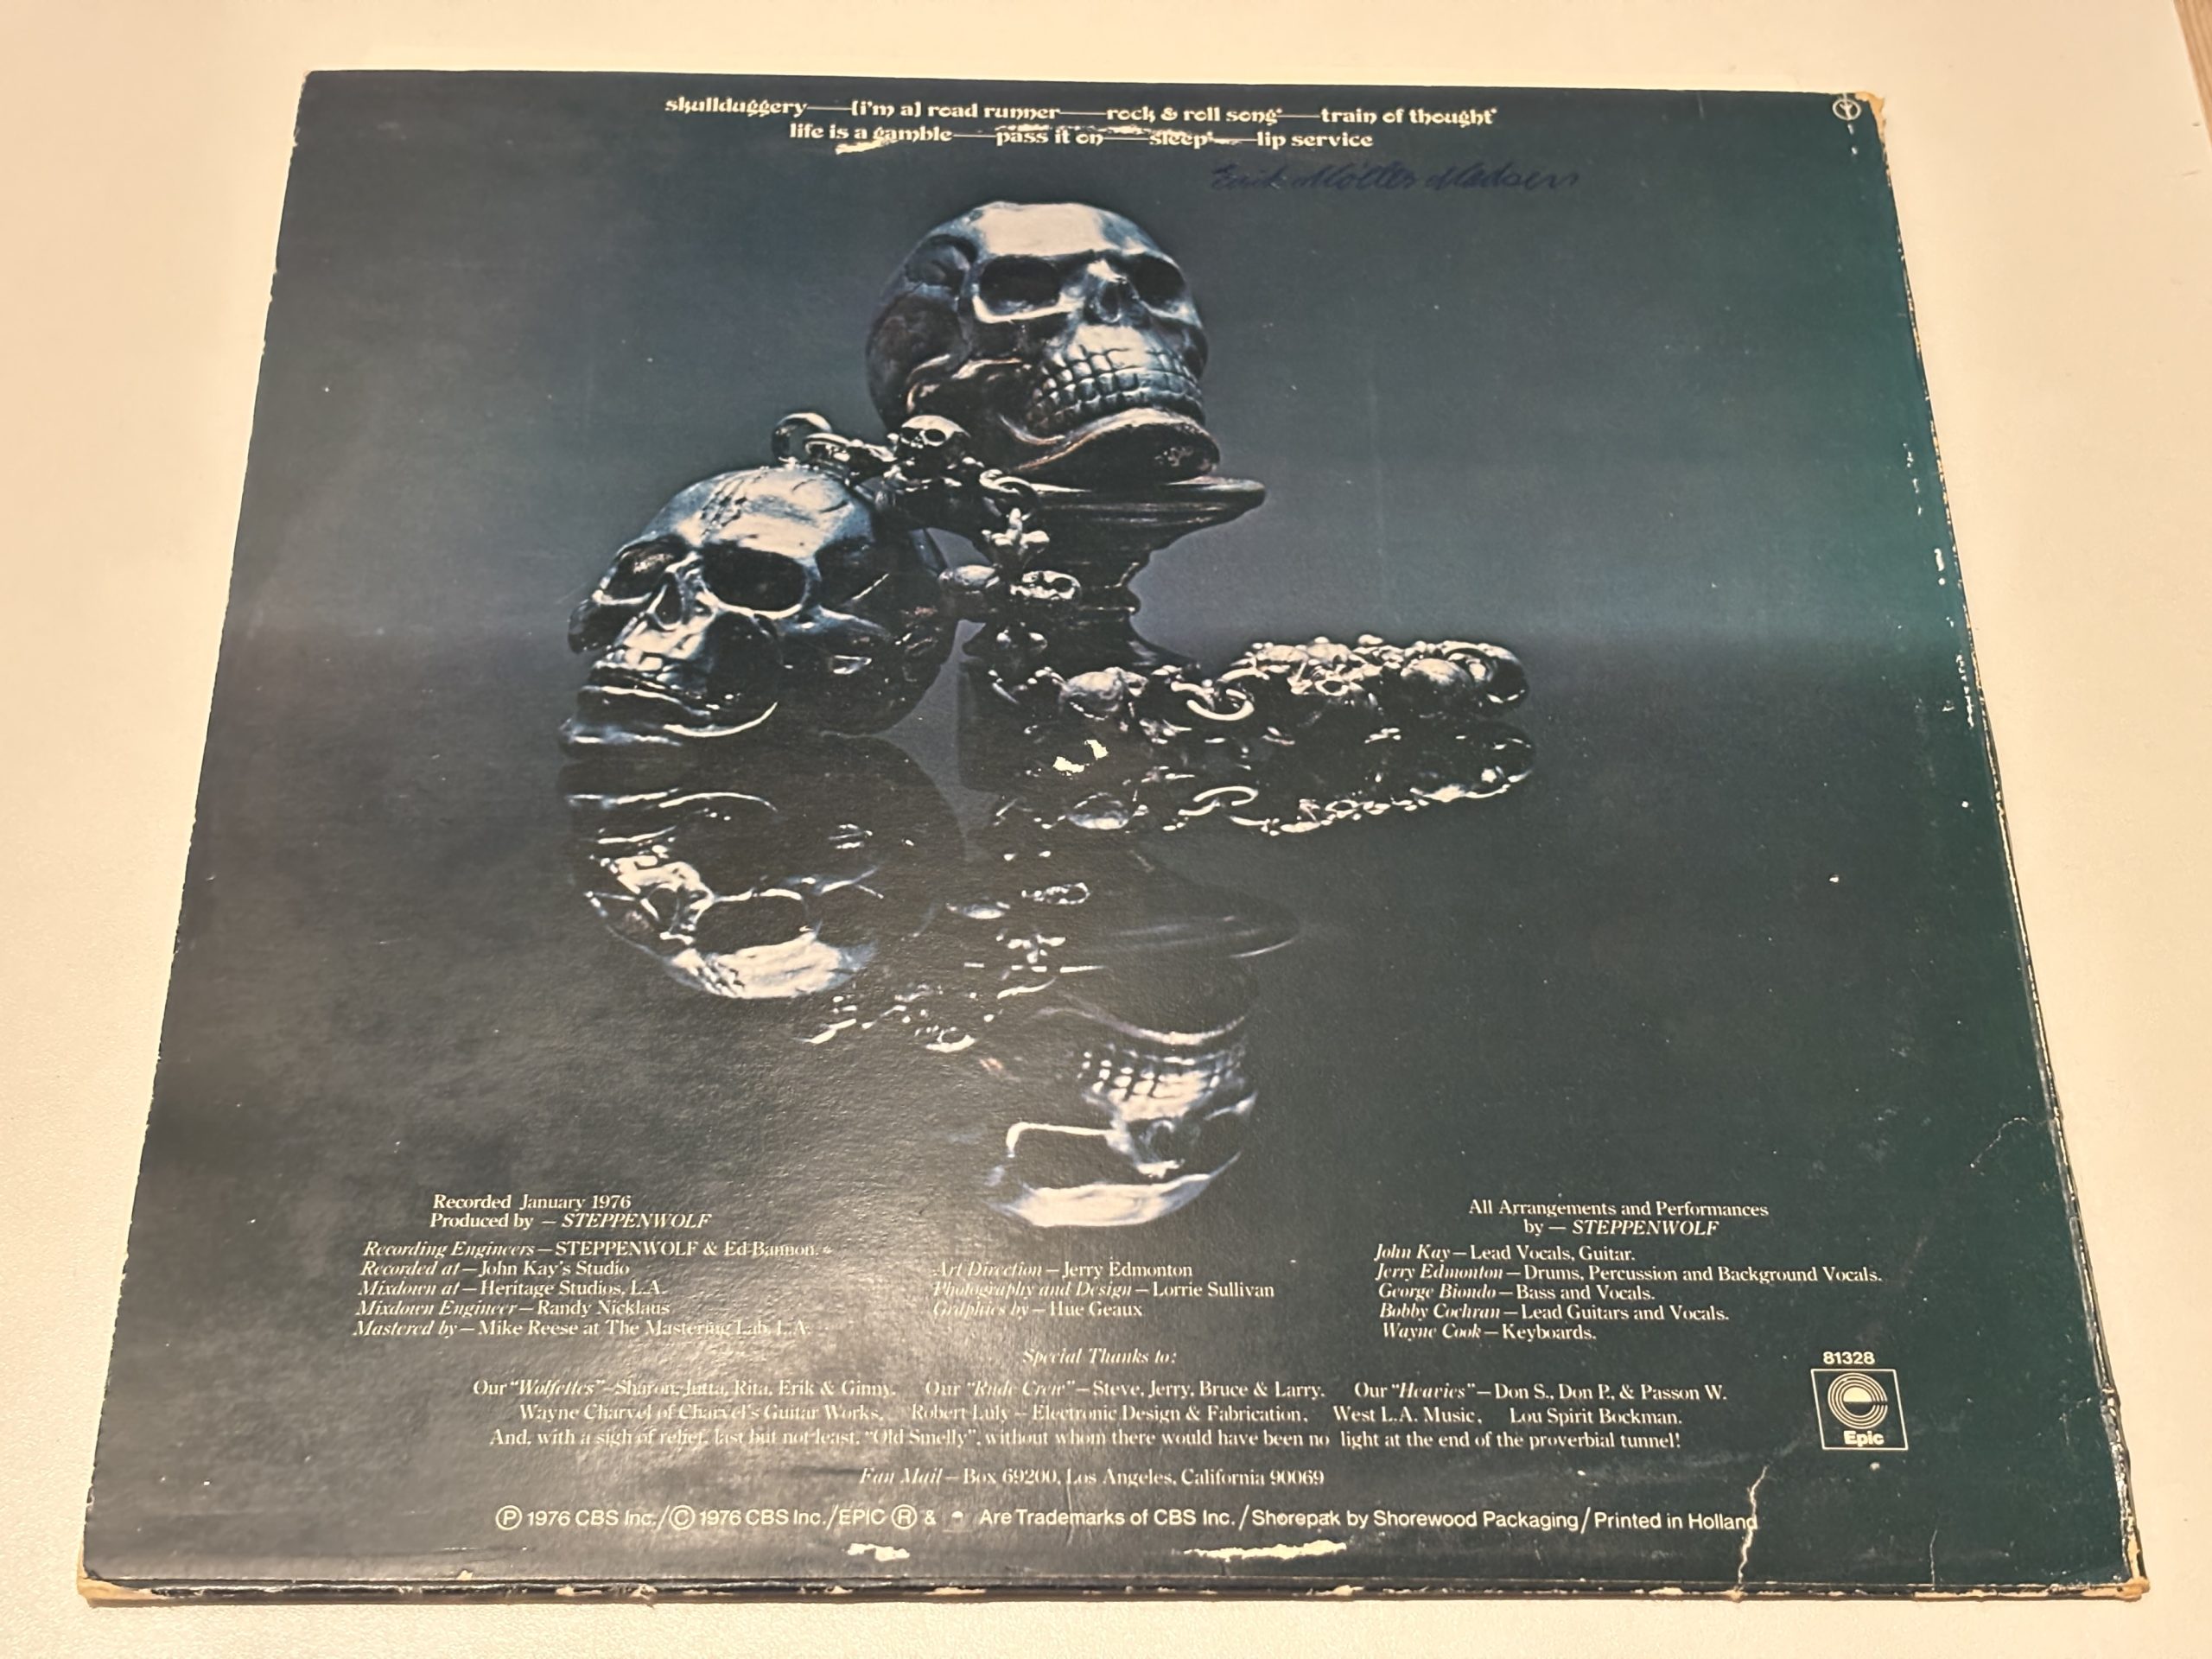 skullduggery—(i'm a) road runner—rock & roll song*—train of thought*
life is a gamble—pass it on—sleep*—lip service
Erik Møller Madsen
Recorded January 1976
Produced by — STEPPENWOLF
Recording Engineers — STEPPENWOLF & Ed Bannon.
Recorded at — John Kay's Studio
Mixdown at — Heritage Studios, L.A.
Mixdown Engineer — Randy Nicklaus
Mastered by — Mike Reese at The Mastering Lab, L.A.
Art Direction — Jerry Edmonton
Photography and Design — Lorrie Sullivan
Graphics by — Hue Geaux
All Arrangements and Performances
by — STEPPENWOLF
John Kay — Lead Vocals, Guitar.
Jerry Edmonton — Drums, Percussion and Background Vocals.
George Biondo — Bass and Vocals.
Bobby Cochran — Lead Guitars and Vocals.
Wayne Cook — Keyboards.
Special Thanks to:
Our "Wolfettes" — Sharon, Jutta, Rita, Erik & Ginny. Our "Rude Crew" — Steve, Jerry, Bruce & Larry. Our "Heavies" — Don S., Don P., & Passon W.
Wayne Charvel of Charvel's Guitar Works, Robert Luly — Electronic Design & Fabrication, West L.A. Music, Lou Spirit Bockman.
And, with a sigh of relief, last but not least, "Old Smelly", without whom there would have been no light at the end of the proverbial tunnel!
Fan Mail — Box 69200, Los Angeles, California 90069
81328
Epic
Ⓟ 1976 CBS Inc./Ⓒ 1976 CBS Inc./EPIC ® & Are Trademarks of CBS Inc./Shorepak by Shorewood Packaging/Printed in Holland